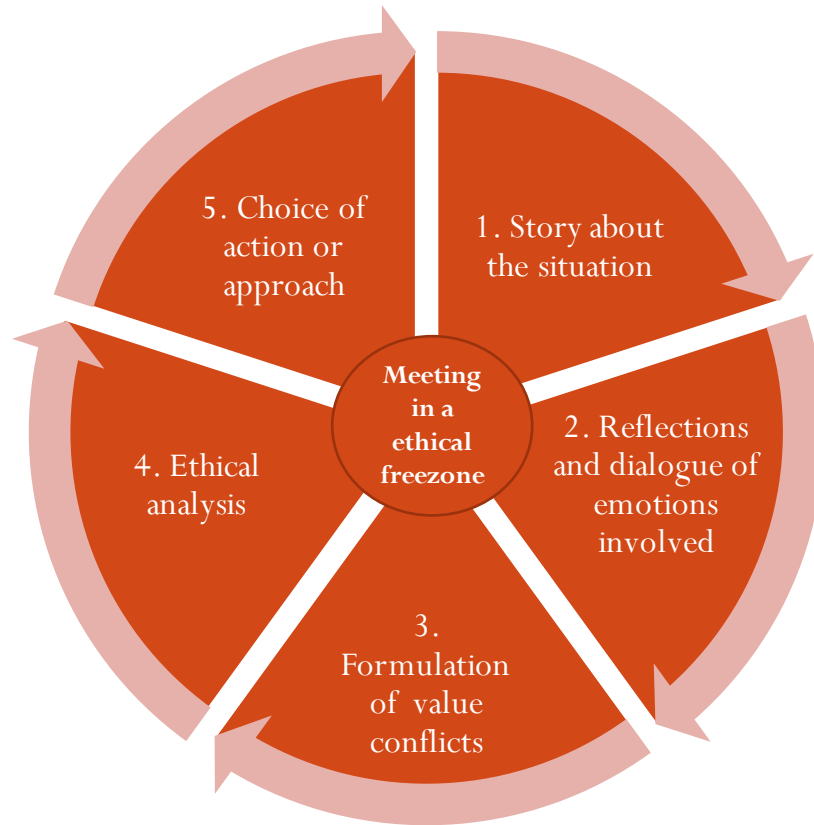 1. Story about
the situation
2. Reflections
and dialogue of
emotions
involved
3.
Formulation
of value
conflicts
4. Ethical
analysis
5. Choice of
action or
approach
Meeting
in a
ethical
freezone